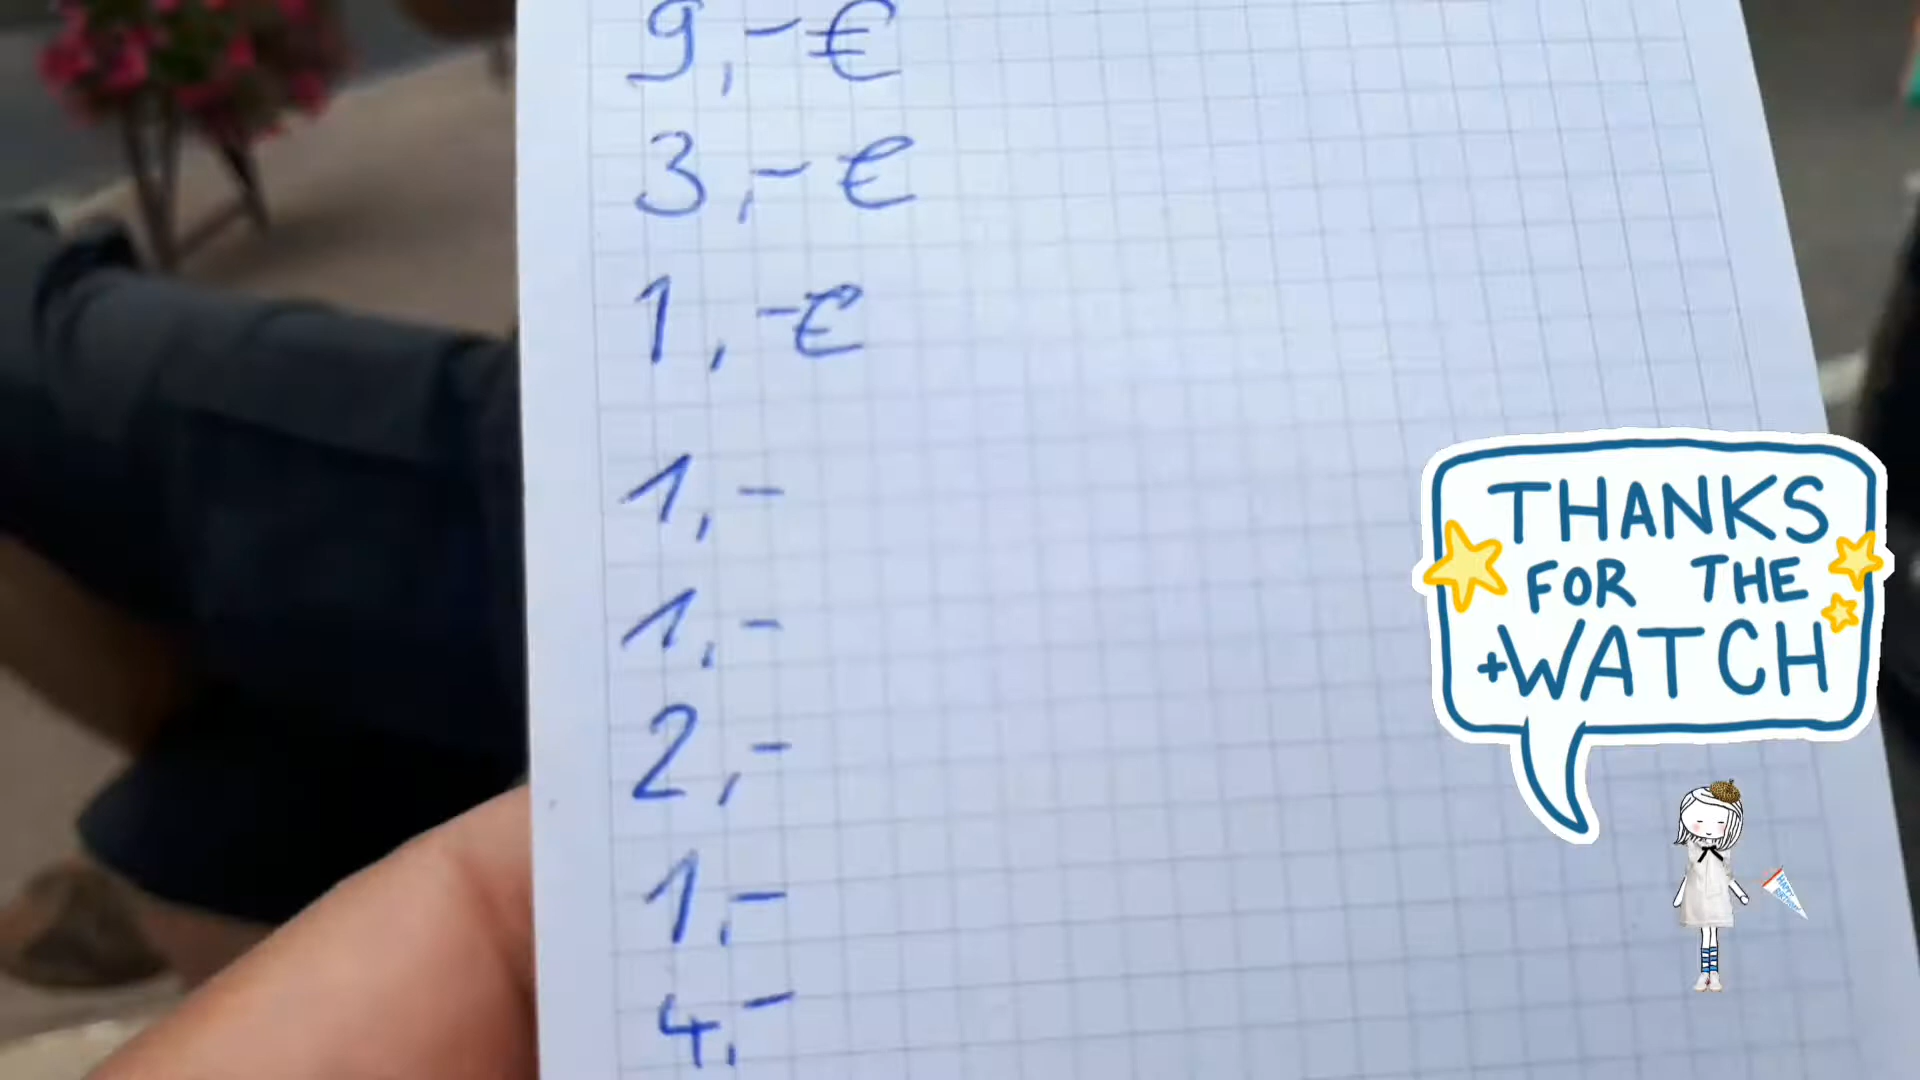 9,-€
3,-€
1,-€
1,-
1,-
2,-
1,-
4,-
THANKS
FOR THE
+WATCH